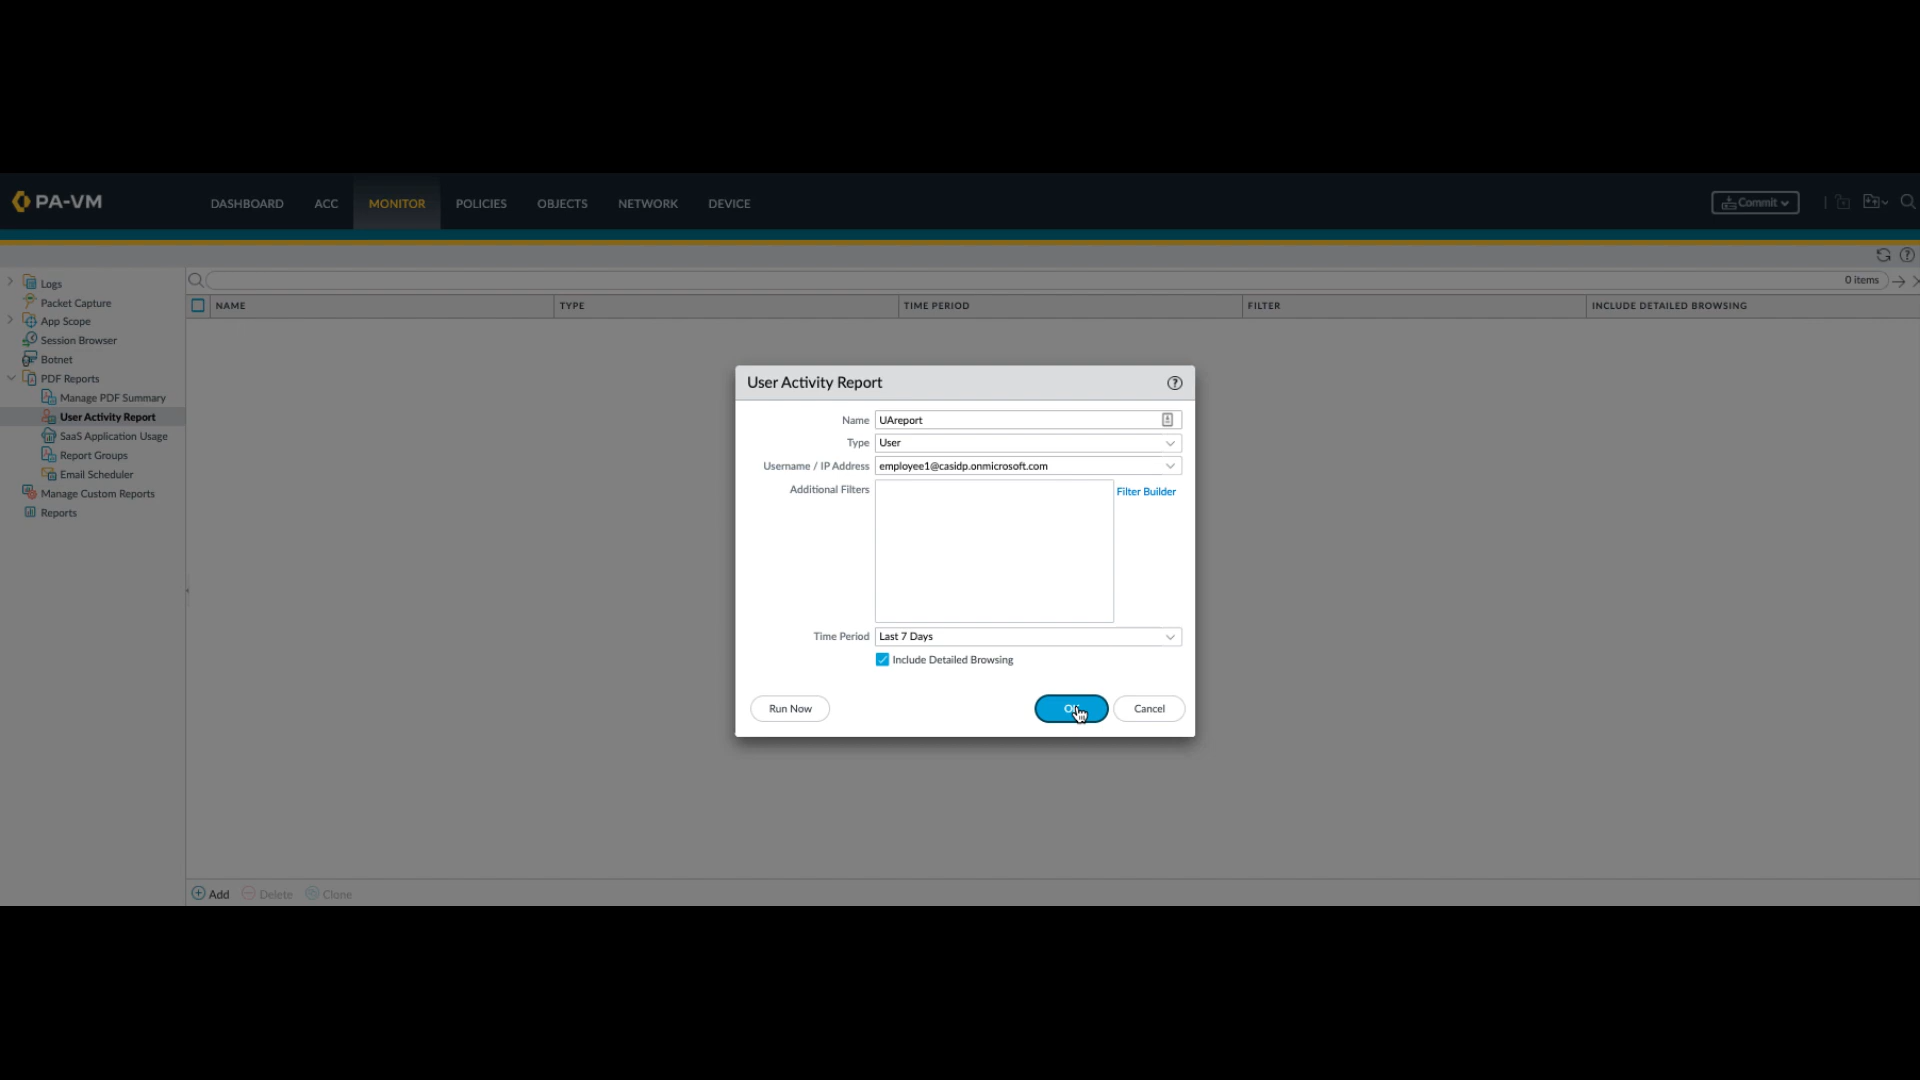 PA-VM
DASHBOARD ACC MONITOR POLICIES OBJECTS NETWORK DEVICE
Commit
Logs
Packet Capture
App Scope
Session Browser
Botnet
PDF Reports
Manage PDF Summary
User Activity Report
SaaS Application Usage
Report Groups
Email Scheduler
Manage Custom Reports
Reports
0 items
NAME TYPE TIME PERIOD FILTER INCLUDE DETAILED BROWSING
User Activity Report
Name UAreport
Type User
Username / IP Address employee1@casidp.onmicrosoft.com
Additional Filters Filter Builder
Time Period Last 7 Days
Include Detailed Browsing
Run Now Cancel
Add Delete Clone